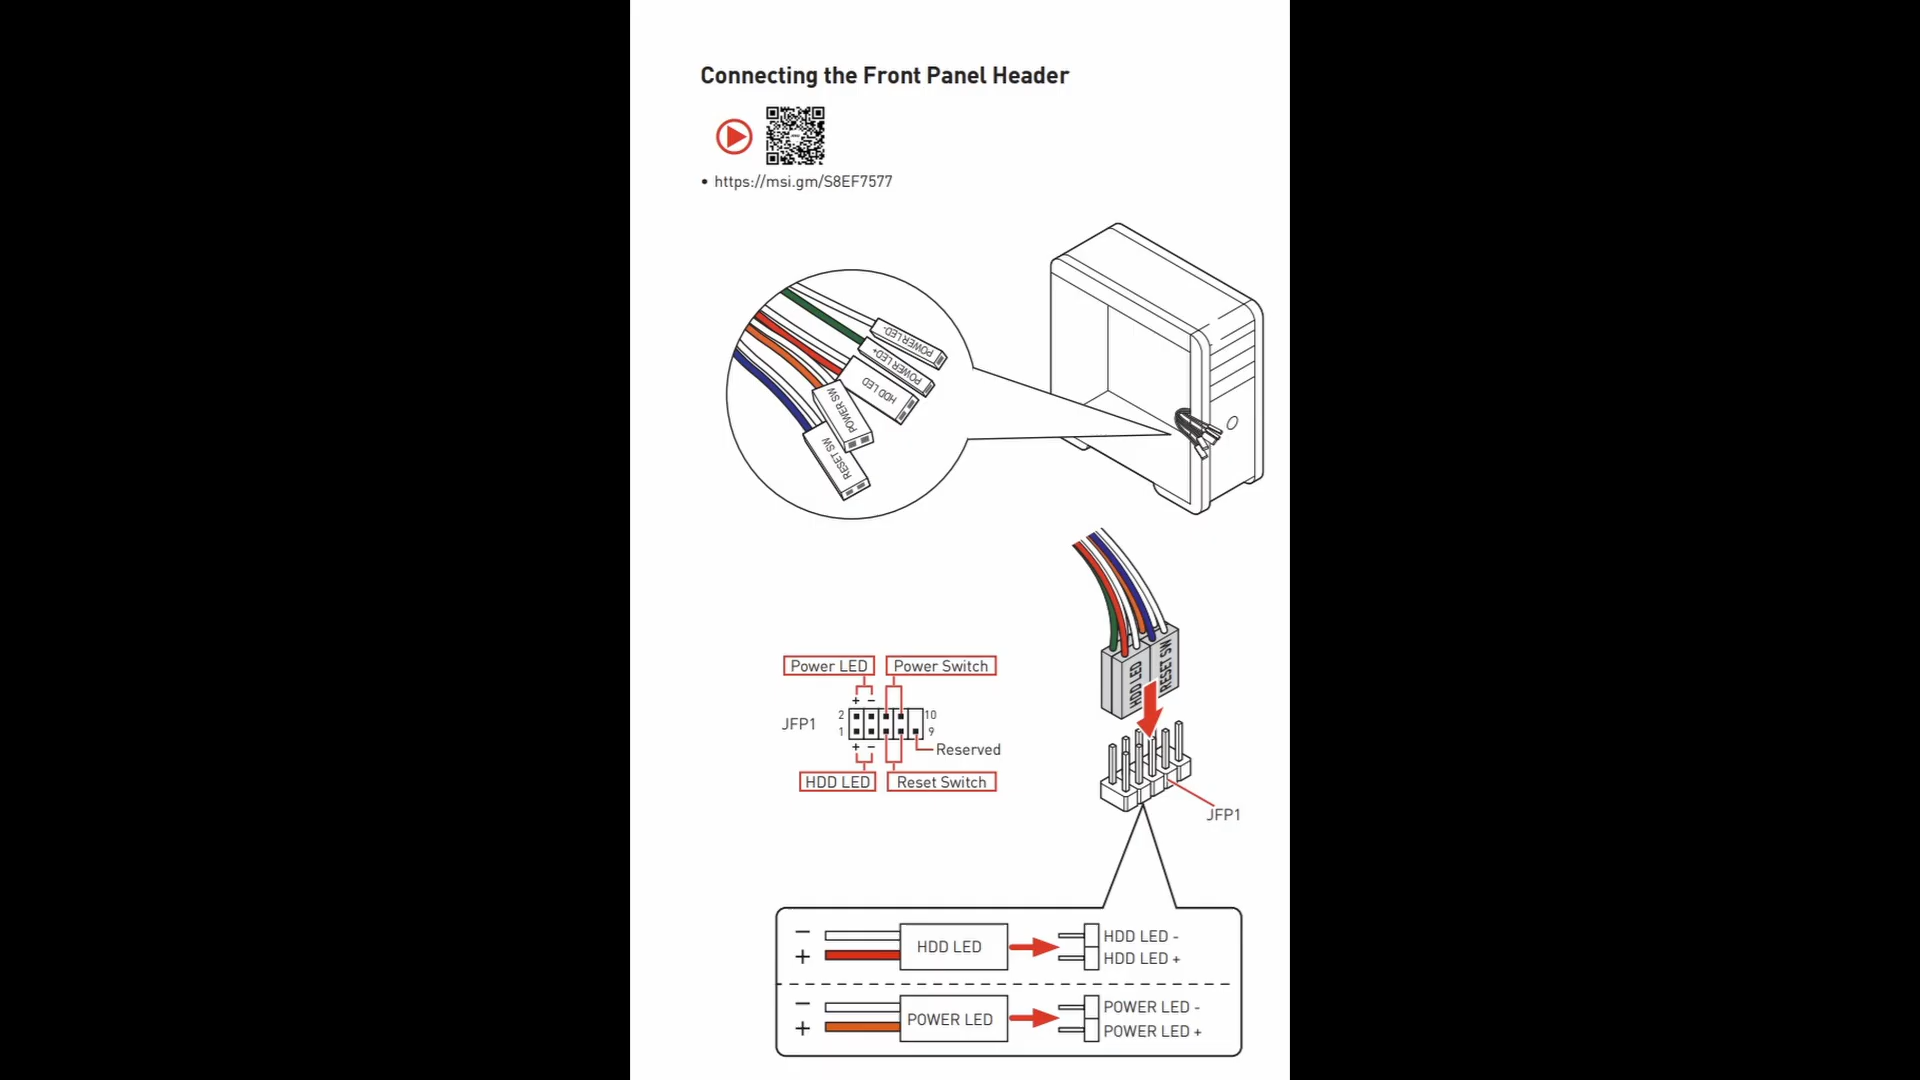 Connecting the Front Panel Header
• https://msi.gm/S8EF7577
POWER LED-
POWER LED+
HDD LED
POWER SW
RESET SW
HDD LED
RESET SW
Power LED
Power Switch
+ −
JFP1
2
10
1
9
+ −
Reserved
HDD LED
Reset Switch
JFP1
−
+
HDD LED
HDD LED -
HDD LED +
−
+
POWER LED
POWER LED -
POWER LED +